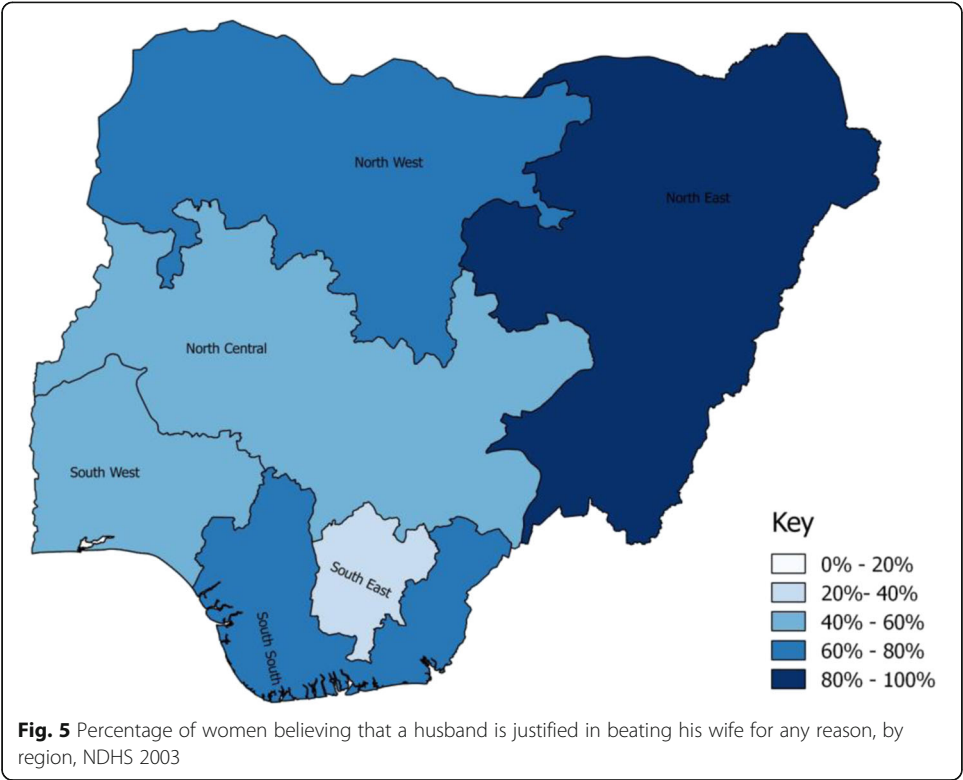 North West
North East
North Central
South West
South East
South South
Key
0% - 20%
20%- 40%
40% - 60%
60% - 80%
80% - 100%
Fig. 5 Percentage of women believing that a husband is justified in beating his wife for any reason, by
region, NDHS 2003